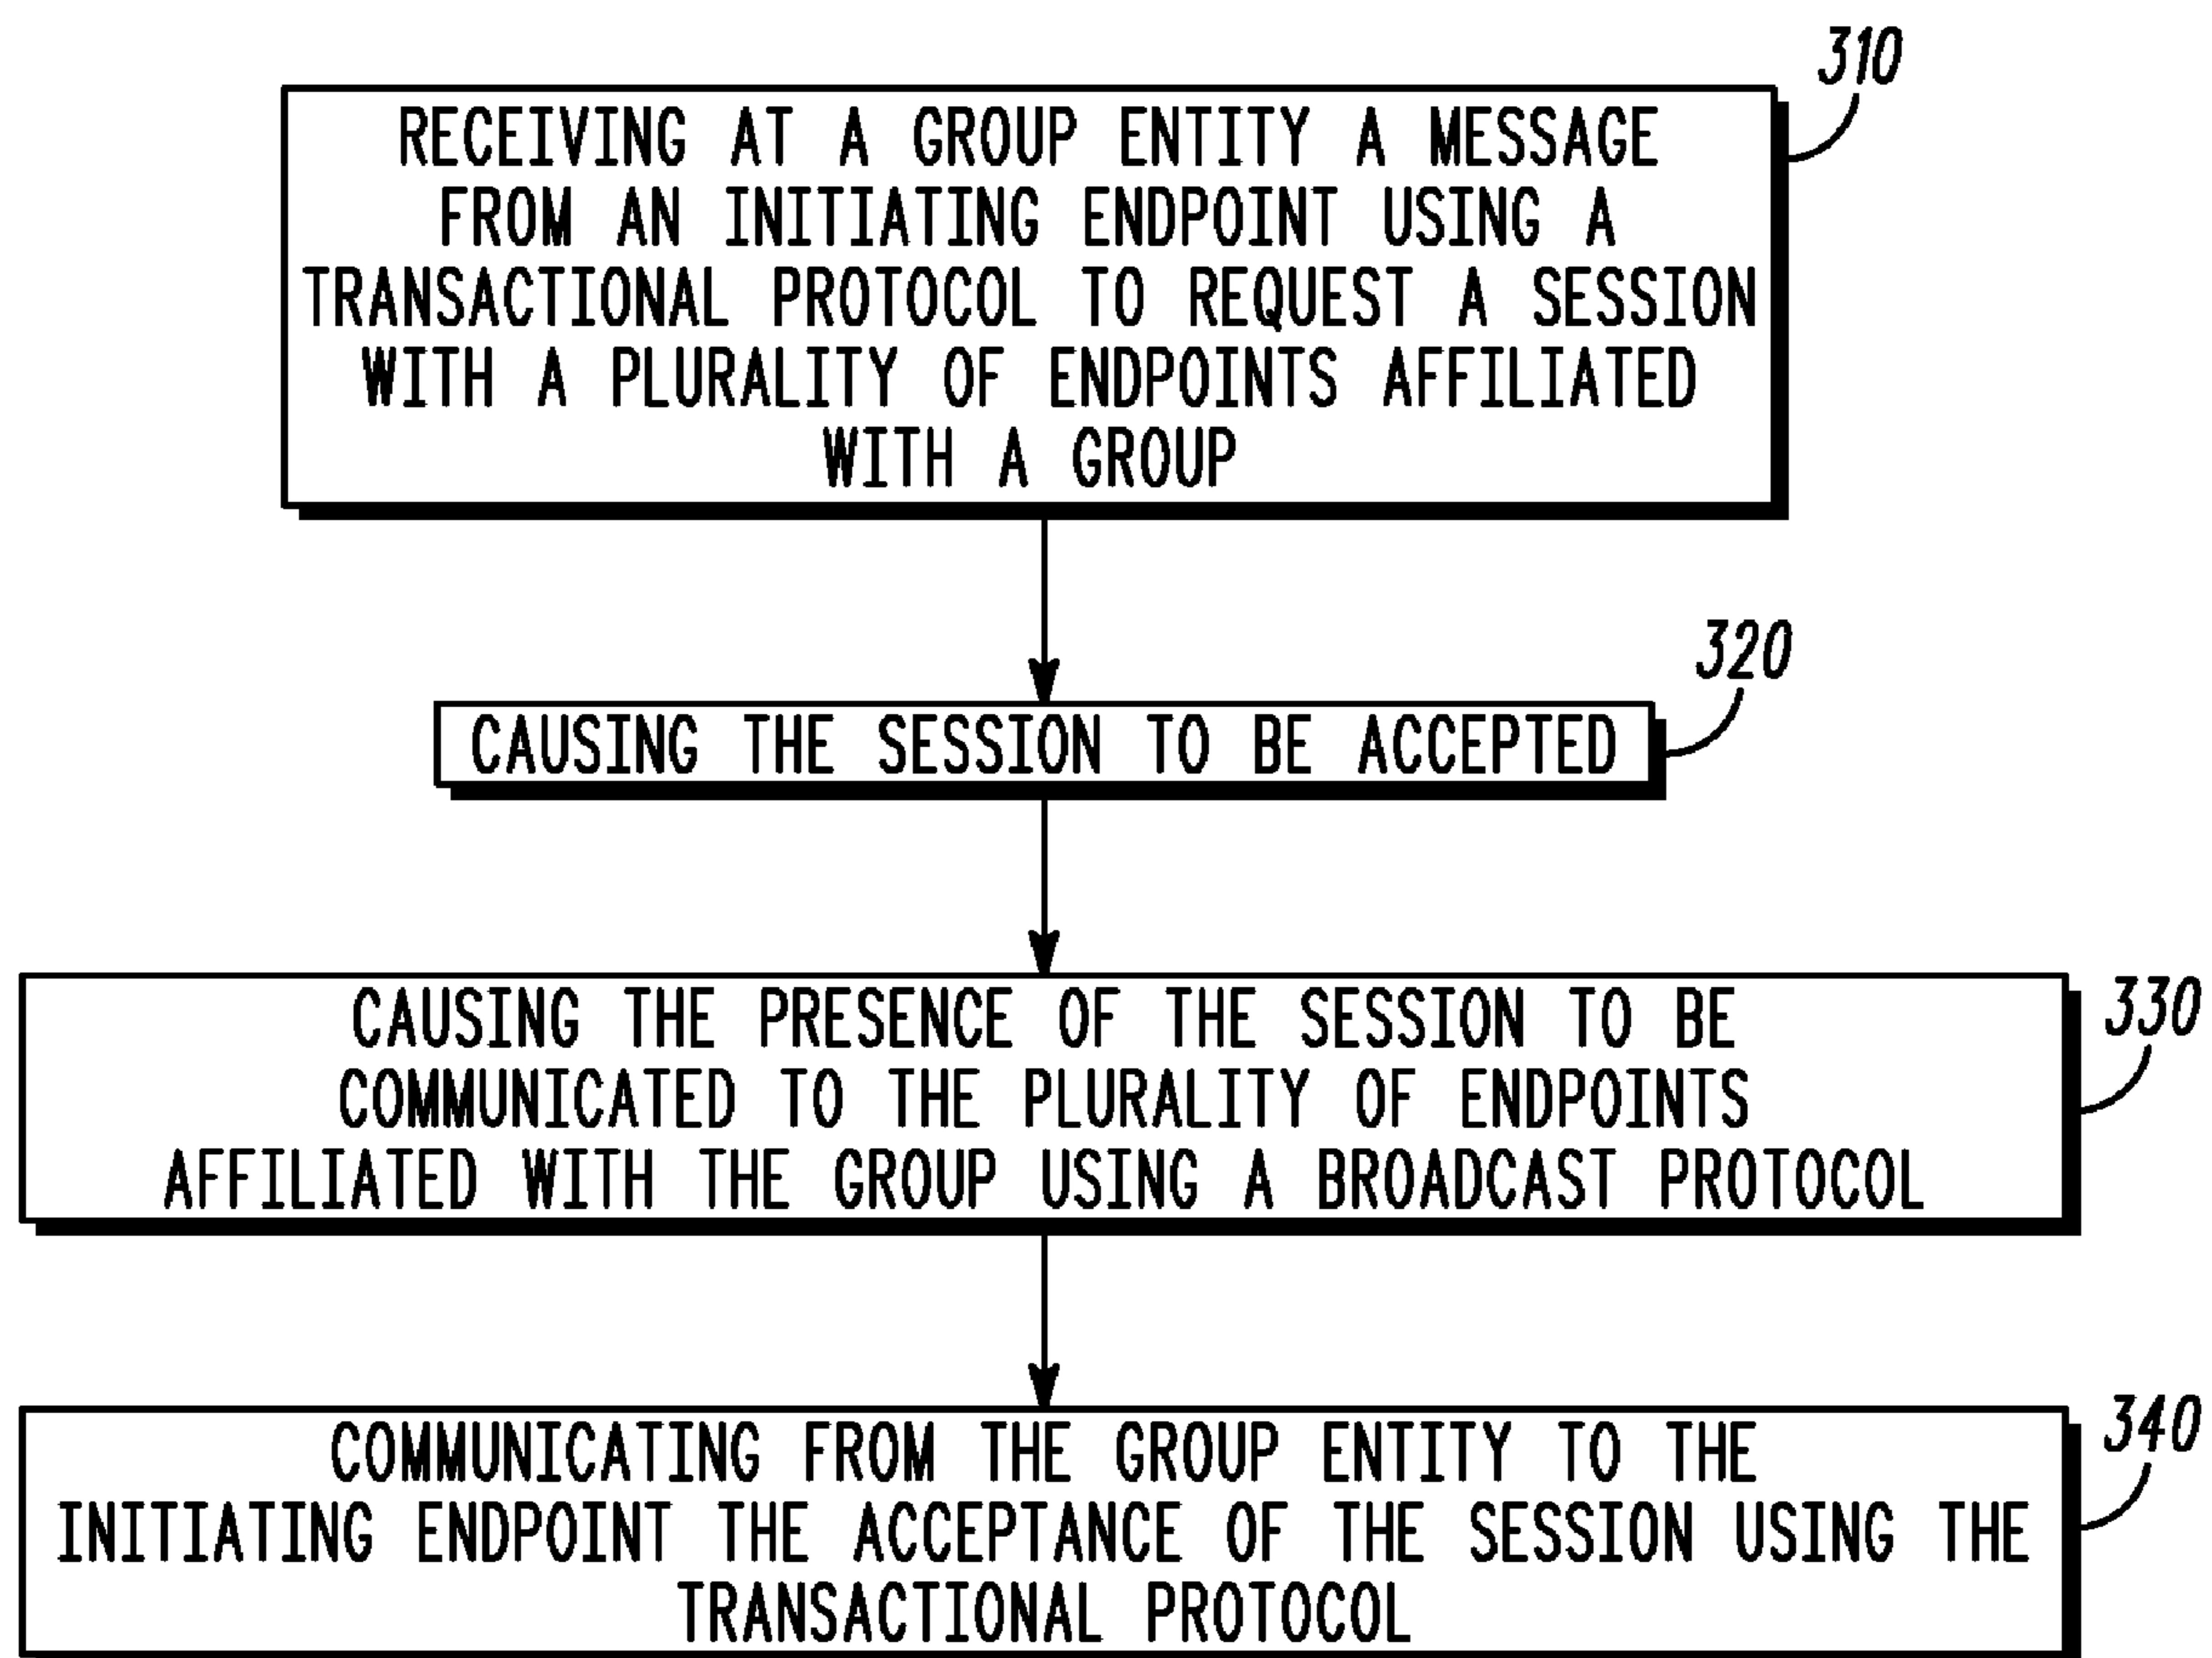 310
RECEIVING AT A GROUP ENTITY A MESSAGE
FROM AN INITIATING ENDPOINT USING A
TRANSACTIONAL PROTOCOL TO REQUEST A SESSION
WITH A PLURALITY OF ENDPOINTS AFFILIATED
WITH A GROUP
320
CAUSING THE SESSION TO BE ACCEPTED
330
CAUSING THE PRESENCE OF THE SESSION TO BE
COMMUNICATED TO THE PLURALITY OF ENDPOINTS
AFFILIATED WITH THE GROUP USING A BROADCAST PROTOCOL
340
COMMUNICATING FROM THE GROUP ENTITY TO THE
INITIATING ENDPOINT THE ACCEPTANCE OF THE SESSION USING THE
TRANSACTIONAL PROTOCOL